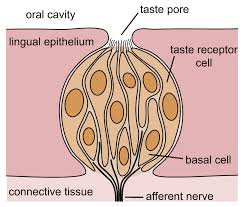 oral cavity
taste pore
lingual epithelium
taste receptor
cell
basal cell
connective tissue
afferent nerve